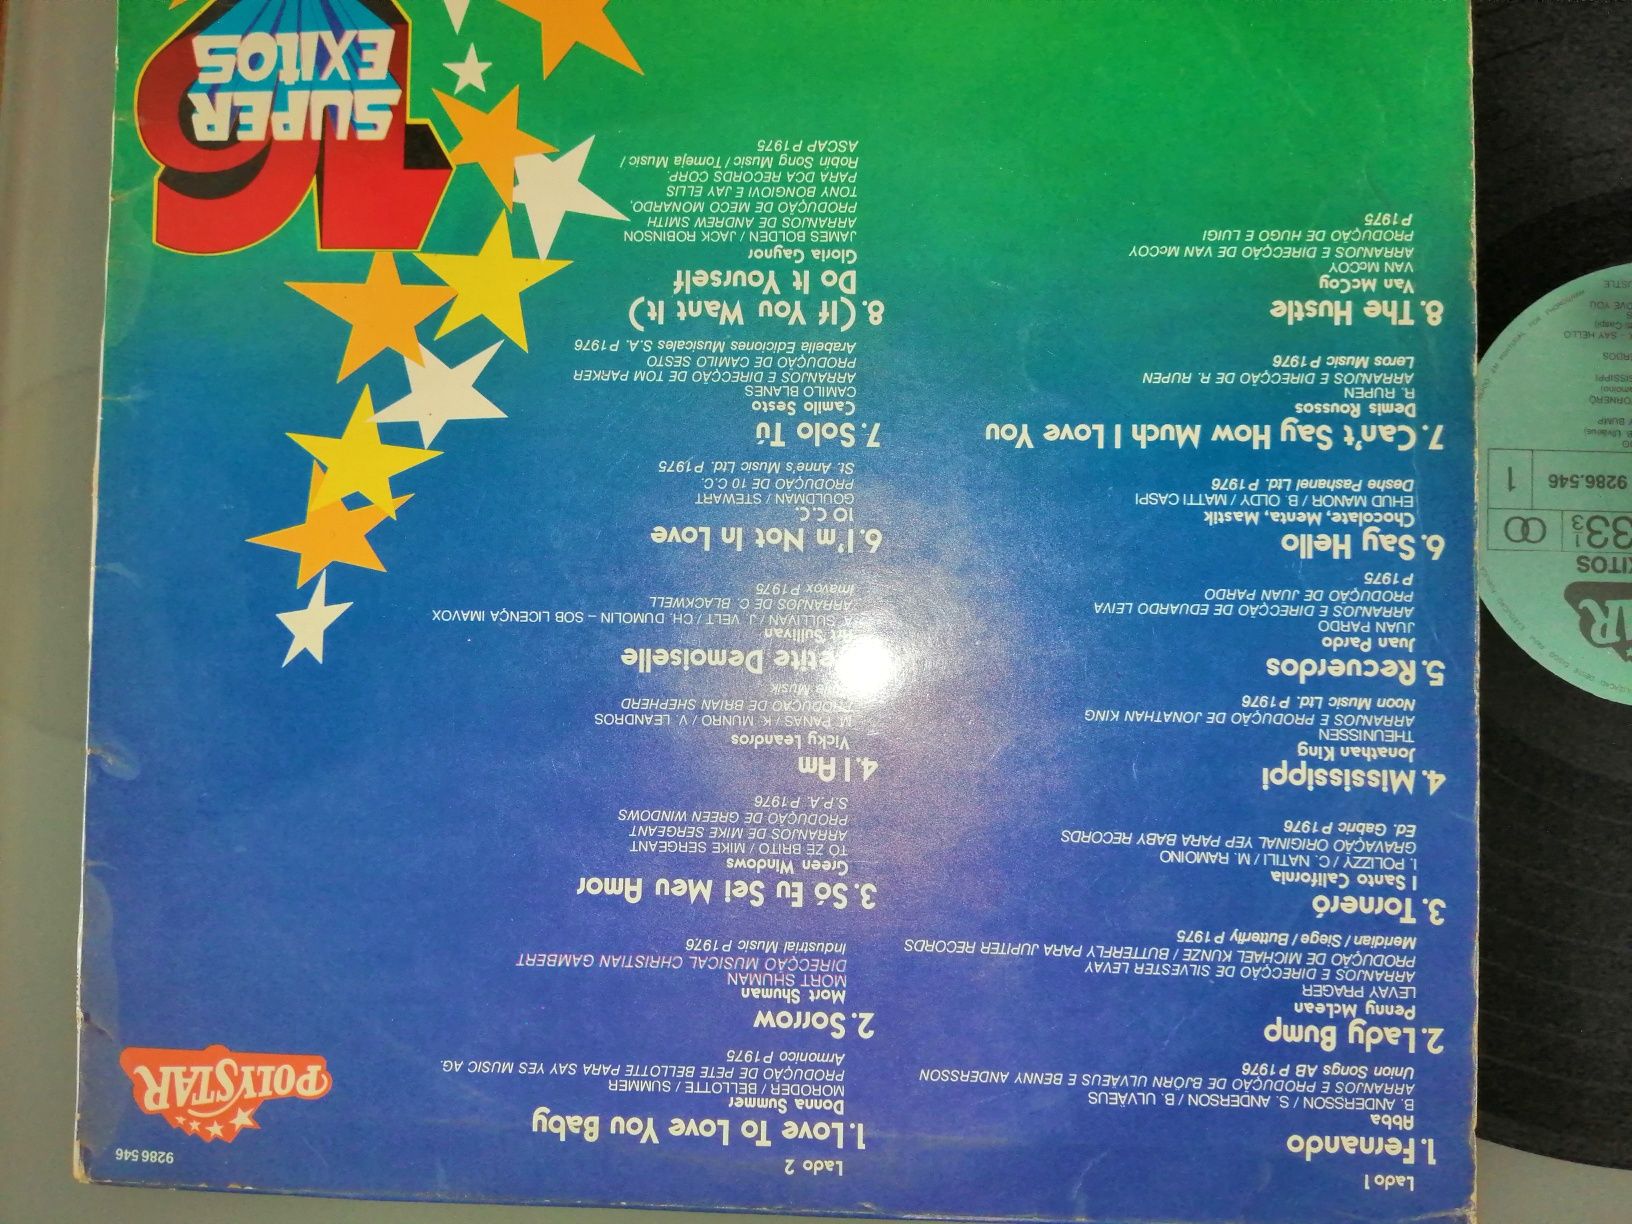 9286.546
POLYSTAR
Lado 1
1. Fernando
Abba
B. ANDERSSON / S. ANDERSON / B. ULVÄEUS
ARRANJOS E PRODUÇÃO DE BJÖRN ULVAEUS E BENNY ANDERSSON
Union Songs AB P 1976
2. Lady Bump
Penny McLean
LEVAY PRAGER
ARRANJOS E DIRECÇÃO DE SILVESTER LEVAY
PRODUÇÃO DE MICHAEL KUNZE / BUTTERFLY PARA JUPITER RECORDS
Meridian / Siege / Butterfly P 1975
3. Torneró
I Santo California
I. POLIZZY / C. NATILI / M. RAMOINO
GRAVAÇÃO ORIGINAL YEP PARA BABY RECORDS
Ed. Gabric P 1976
4. Mississippi
Jonathan King
THEUNISSEN
ARRANJOS E PRODUÇÃO DE JONATHAN KING
Noon Music Ltd. P 1976
5. Recuerdos
Juan Pardo
JUAN PARDO
ARRANJOS E DIRECÇÃO DE EDUARDO LEIVA
PRODUÇÃO DE JUAN PARDO
P 1975
6. Say Hello
Chocolate, Menta, Mastik
EHUD MANOR / B. OLDY / MATTI CASPI
Deshe Pashanel Ltd. P 1976
7. Can't Say How Much I Love You
Demis Roussos
R. RUPEN
ARRANJOS E DIRECÇÃO DE R. RUPEN
Leros Music P 1976
8. The Hustle
Van McCoy
VAN McCOY
ARRANJOS E DIRECÇÃO DE VAN McCOY
PRODUÇÃO DE HUGO E LUIGI
P 1975
Lado 2
1. Love To Love You Baby
Donna Summer
MORODER / BELLOTTE / SUMMER
PRODUÇÃO DE PETE BELLOTTE PARA SAY YES MUSIC AG.
Armonico P 1975
2. Sorrow
Mort Shuman
MORT SHUMAN
DIRECÇÃO MUSICAL CHRISTIAN GAMBERT
Industrial Music P 1976
3. Só Eu Sei Meu Amor
Green Windows
TÓ ZÉ BRITO / MIKE SERGEANT
ARRANJOS DE MIKE SERGEANT
PRODUÇÃO DE GREEN WINDOWS
S.P.A. P 1976
4. I Am
Vicky Leandros
M. PANAS / K. MUNRO / V. LEANDROS
PRODUÇÃO DE BRIAN SHEPHERD
Musik
Petite Demoiselle
Art Sullivan
A. SULLIVAN / J. VELT / CH. DUMOLIN – SOB LICENÇA IMAVOX
ARRANJOS DE C. BLACKWELL
Imavox P 1975
6. I'm Not In Love
10 C.C.
GOULDMAN / STEWART
PRODUÇÃO DE 10 C.C.
St. Anne's Music Ltd. P 1975
7. Solo Tú
Camilo Sesto
CAMILO BLANES
ARRANJOS E DIRECÇÃO DE TOM PARKER
PRODUÇÃO DE CAMILO SESTO
Arabella Ediciones Musicales S.A. P 1976
8. (If You Want It)
Do It Yourself
Gloria Gaynor
JAMES BOLDEN / JACK ROBINSON
ARRANJOS DE ANDREW SMITH
PRODUÇÃO DE MECO MONARDO,
TONY BONGIOVI E JAY ELLIS
PARA DCA RECORDS CORP.
Robin Song Music / Tomeja Music /
ASCAP P 1975
16
SUPER
EXITOS
33 1/3
9286.546
1